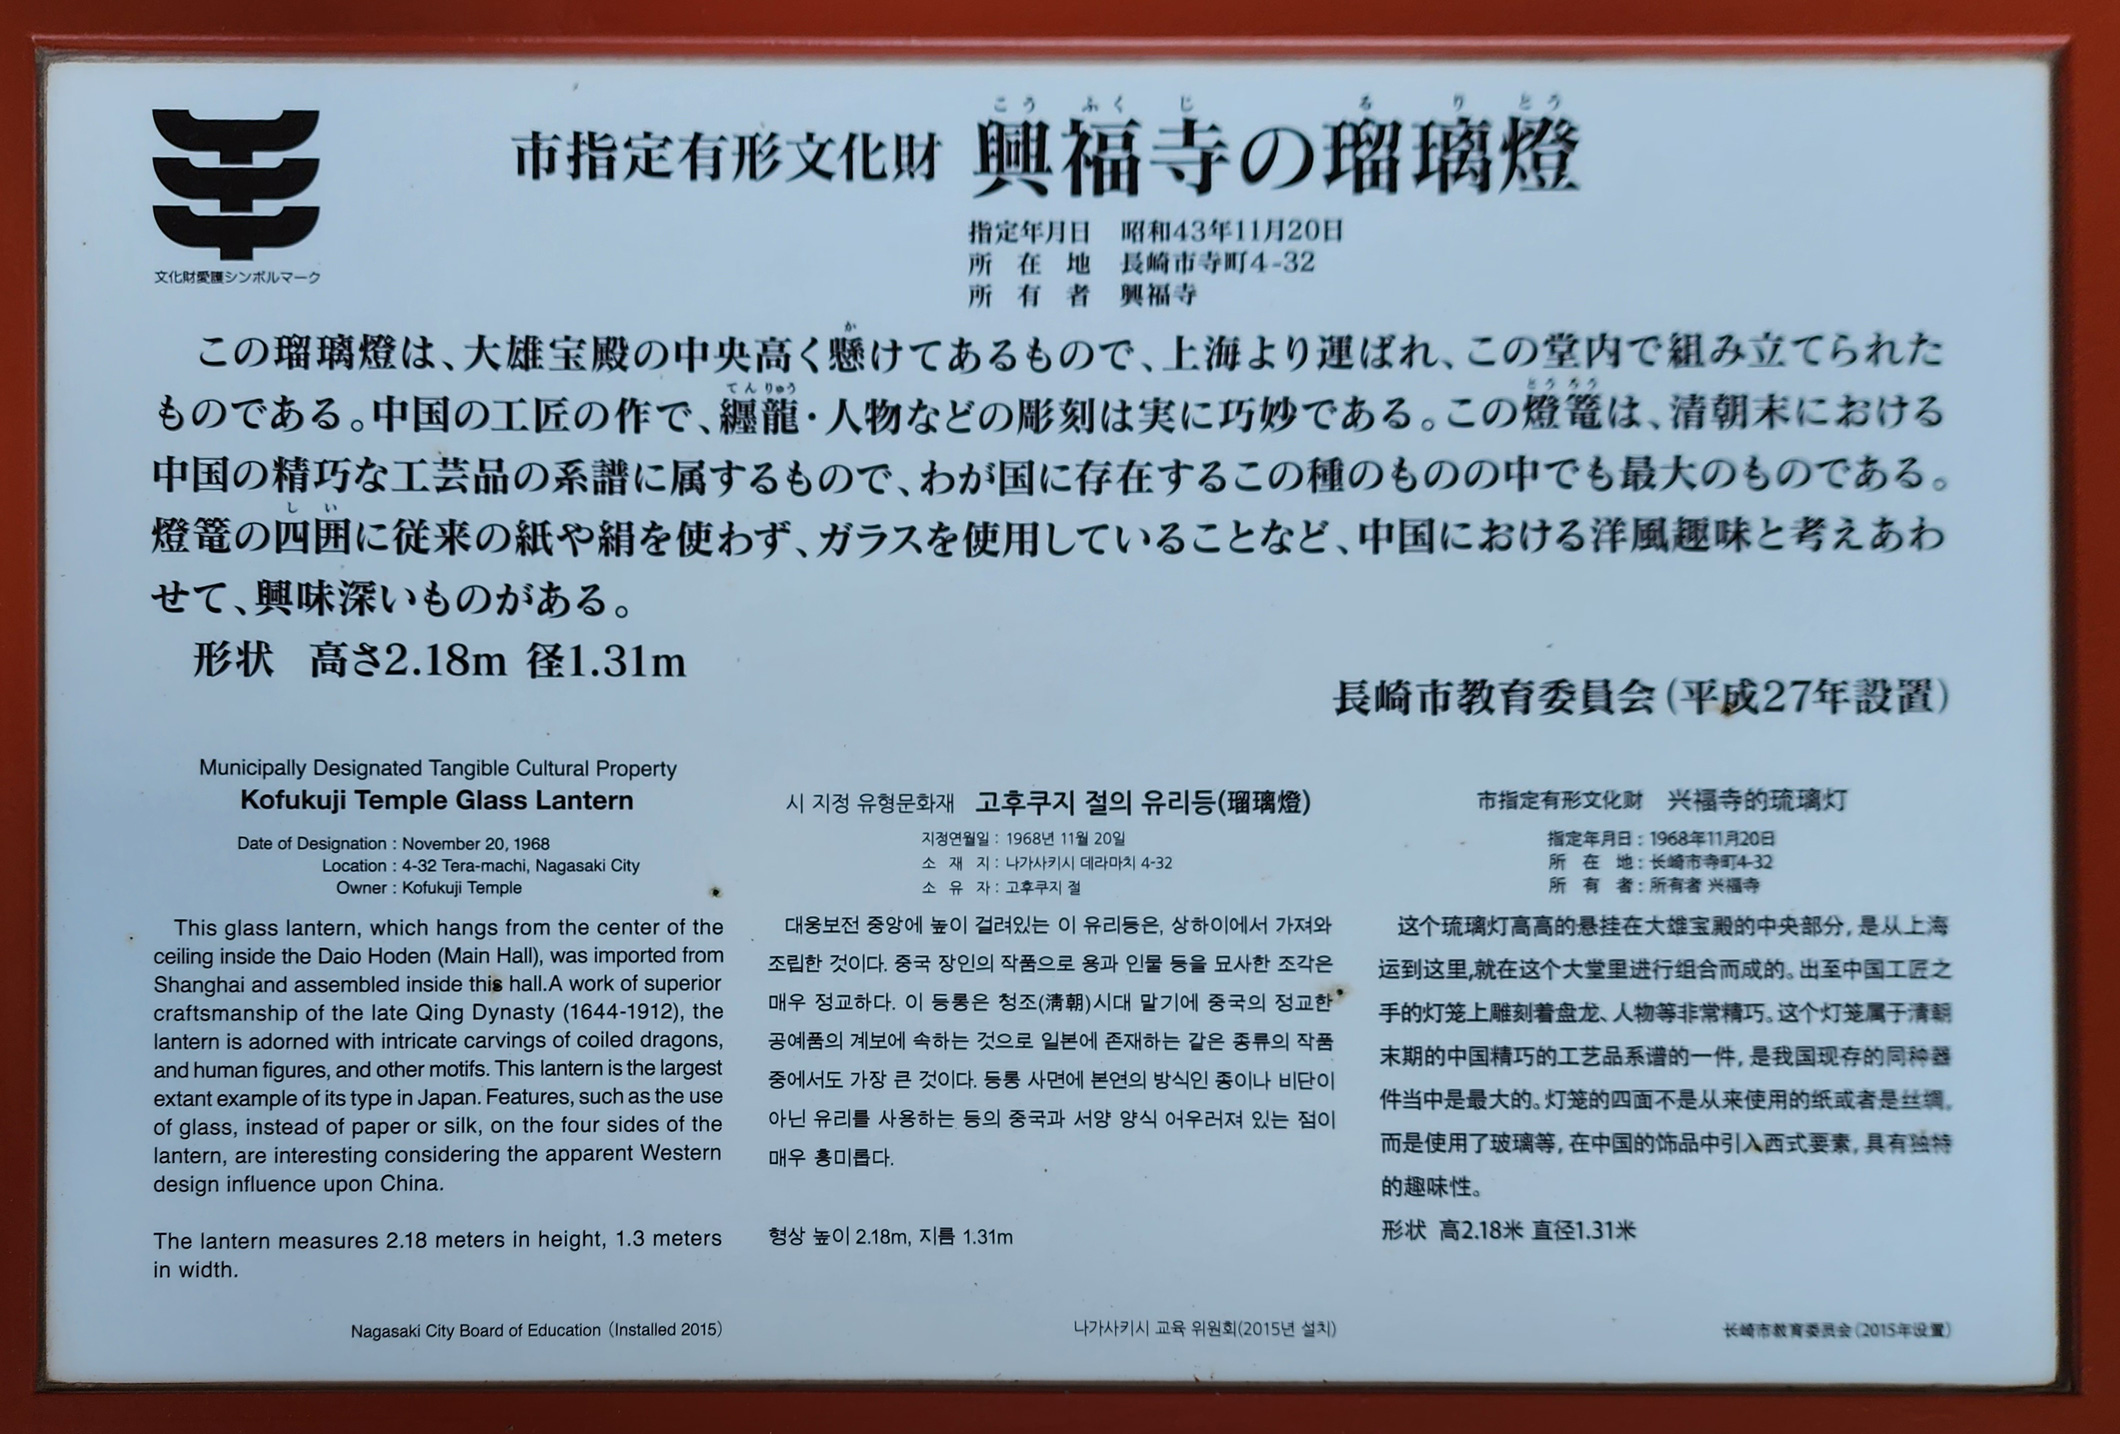 文化財愛護シンボルマーク
こうふくじ るりとう
市指定有形文化財 興福寺の瑠璃燈
指定年月日 昭和43年11月20日
所在地 長崎市寺町4-32
所有者 興福寺
か
この瑠璃燈は、大雄宝殿の中央高く懸けてあるもので、上海より運ばれ、この堂内で組み立てられた
てんりゅう とうろう
ものである。中国の工匠の作で、纒龍・人物などの彫刻は実に巧妙である。この燈篭は、清朝末における
中国の精巧な工芸品の系譜に属するもので、わが国に存在するこの種のものの中でも最大のものである。
しい
燈篭の四囲に従来の紙や絹を使わず、ガラスを使用していることなど、中国における洋風趣味と考えあわ
せて、興味深いものがある。
形状 高さ2.18m 径1.31m
長崎市教育委員会(平成27年設置)
Municipally Designated Tangible Cultural Property
Kofukuji Temple Glass Lantern
Date of Designation : November 20, 1968
Location : 4-32 Tera-machi, Nagasaki City
Owner : Kofukuji Temple
This glass lantern, which hangs from the center of the
ceiling inside the Daio Hoden (Main Hall), was imported from
Shanghai and assembled inside this hall.A work of superior
craftsmanship of the late Qing Dynasty (1644-1912), the
lantern is adorned with intricate carvings of coiled dragons,
and human figures, and other motifs. This lantern is the largest
extant example of its type in Japan. Features, such as the use
of glass, instead of paper or silk, on the four sides of the
lantern, are interesting considering the apparent Western
design influence upon China.
The lantern measures 2.18 meters in height, 1.3 meters
in width.
Nagasaki City Board of Education (Installed 2015)
시 지정 유형문화재 고후쿠지 절의 유리등(瑠璃燈)
지정연월일 : 1968년 11월 20일
소 재 지 : 나가사키시 데라마치 4-32
소 유 자 : 고후쿠지 절
대웅보전 중앙에 높이 걸려있는 이 유리등은, 상하이에서 가져와
조립한 것이다. 중국 장인의 작품으로 용과 인물 등을 묘사한 조각은
매우 정교하다. 이 등롱은 청조(淸朝)시대 말기에 중국의 정교한
공예품의 계보에 속하는 것으로 일본에 존재하는 같은 종류의 작품
중에서도 가장 큰 것이다. 등롱 사면에 본연의 방식인 종이나 비단이
아닌 유리를 사용하는 등의 중국과 서양 양식 어우러져 있는 점이
매우 흥미롭다.
형상 높이 2.18m, 지름 1.31m
나가사키시 교육 위원회(2015년 설치)
市指定有形文化财 兴福寺的琉璃灯
指定年月日 : 1968年11月20日
所 在 地 : 长崎市寺町4-32
所 有 者 : 所有者 兴福寺
这个琉璃灯高高的悬挂在大雄宝殿的中央部分, 是从上海
运到这里,就在这个大堂里进行组合而成的。出至中国工匠之
手的灯笼上雕刻着盘龙、人物等非常精巧。这个灯笼属于清朝
末期的中国精巧的工艺品系谱的一件, 是我国现存的同种器
件当中是最大的。灯笼的四面不是从来使用的纸或者是丝绸,
而是使用了玻璃等, 在中国的饰品中引入西式要素, 具有独特
的趣味性。
形状 高2.18米 直径1.31米
长崎市教育委员会(2015年设置)